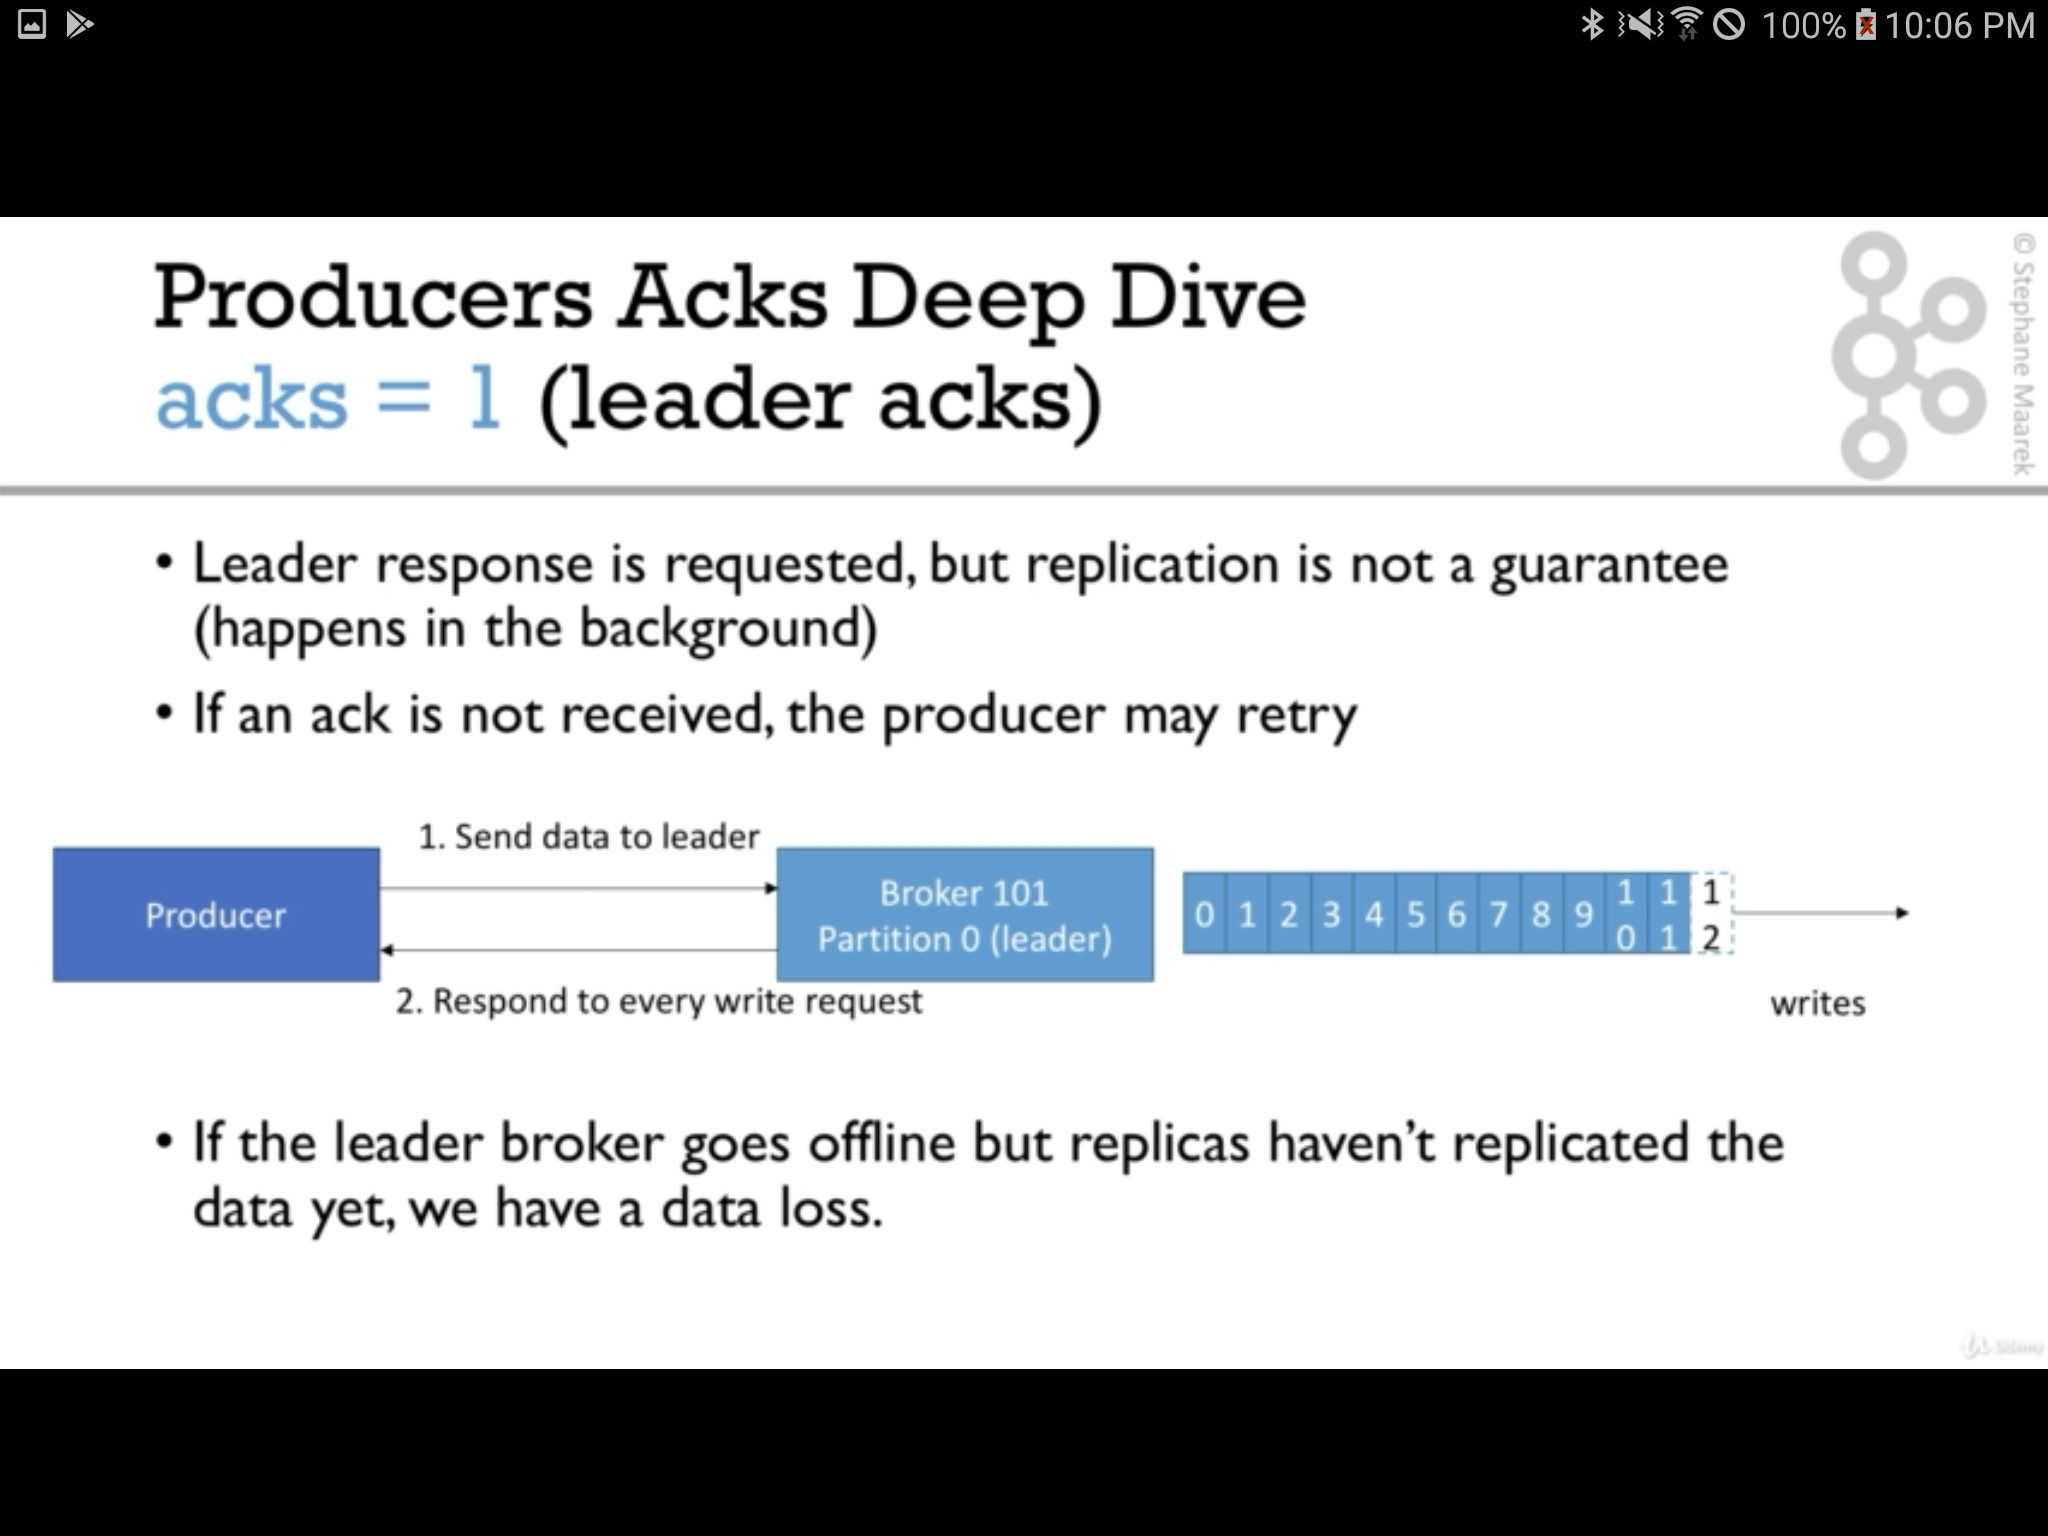 100% 10:06 PM
Producers Acks Deep Dive
acks = 1 (leader acks)
© Stephane Maarek
• Leader response is requested, but replication is not a guarantee
(happens in the background)
• If an ack is not received, the producer may retry
1. Send data to leader
Producer
Broker 101
Partition 0 (leader)
0 1 2 3 4 5 6 7 8 9 10 11 12
2. Respond to every write request
writes
• If the leader broker goes offline but replicas haven’t replicated the
data yet, we have a data loss.
Udemy